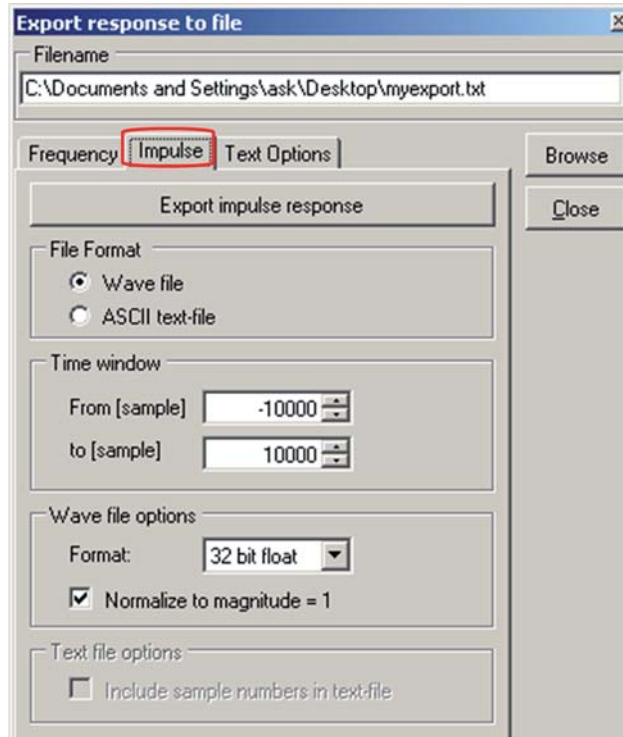 Export response to file
Filename
C:\Documents and Settings\ask\Desktop\myexport.txt
Frequency Impulse Text Options
Browse
Export impulse response
Close
File Format
Wave file
ASCII text-file
Time window
From [sample] -10000
to [sample] 10000
Wave file options
Format: 32 bit float
Normalize to magnitude = 1
Text file options
Include sample numbers in text-file